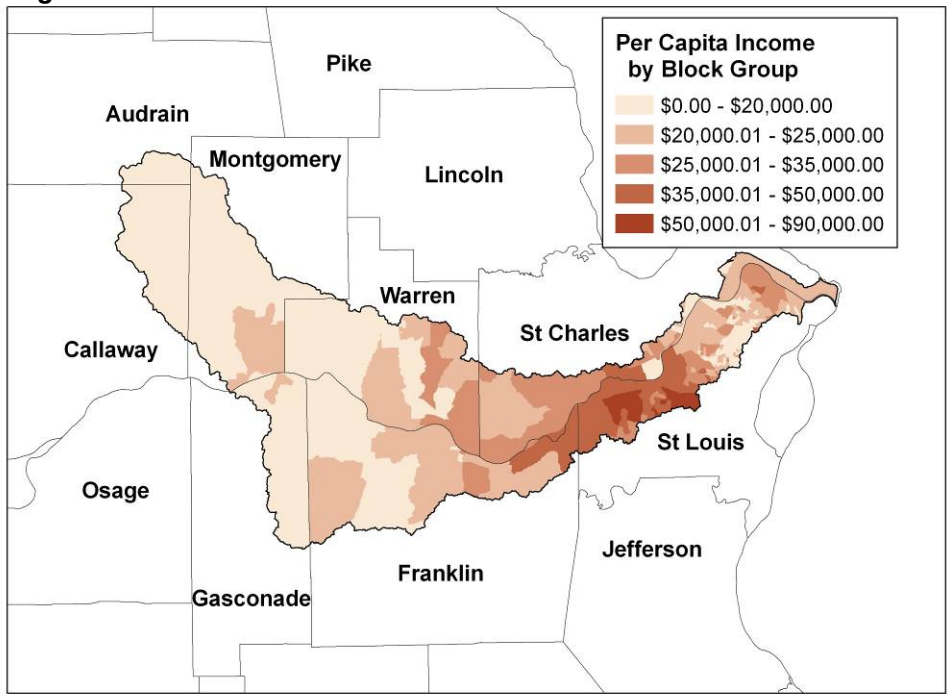 Per Capita Income
by Block Group
$0.00 - $20,000.00
$20,000.01 - $25,000.00
$25,000.01 - $35,000.00
$35,000.01 - $50,000.00
$50,000.01 - $90,000.00
Pike
Audrain
Montgomery
Lincoln
Warren
St Charles
Callaway
St Louis
Osage
Jefferson
Franklin
Gasconade